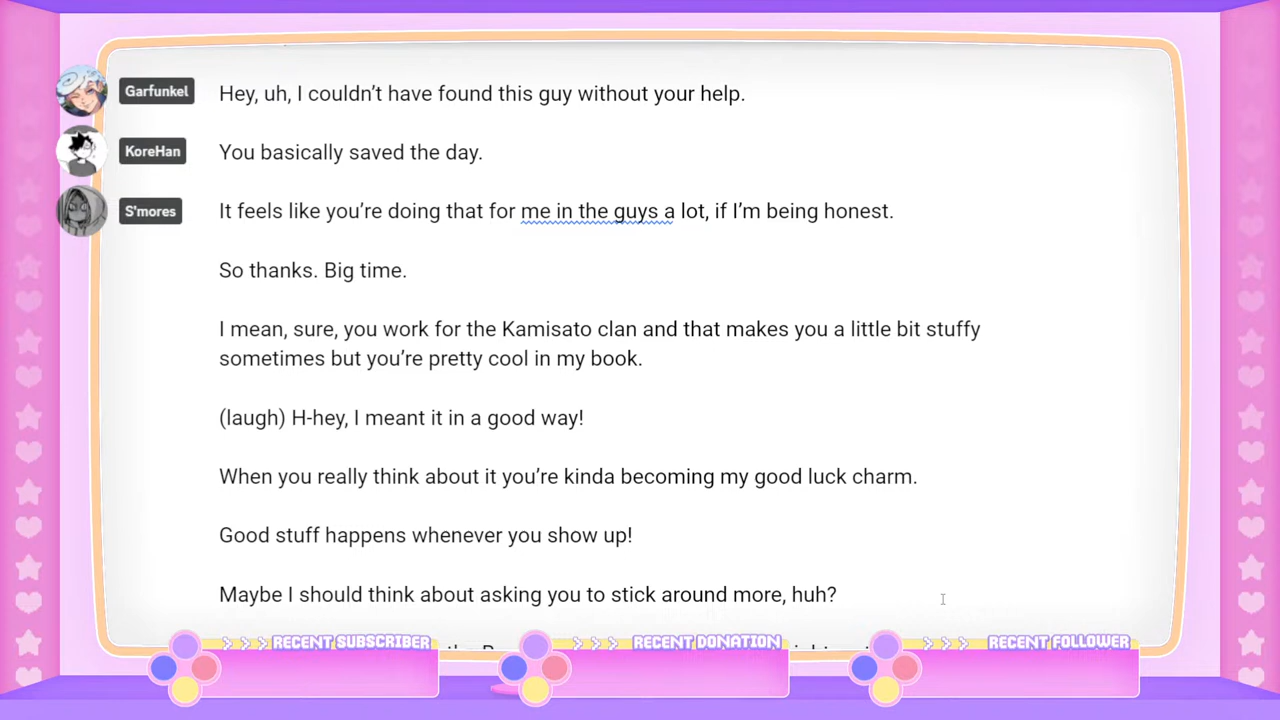 Garfunkel
Hey, uh, I couldn’t have found this guy without your help.
KoreHan
You basically saved the day.
S'mores
It feels like you’re doing that for me in the guys a lot, if I’m being honest.
So thanks. Big time.
I mean, sure, you work for the Kamisato clan and that makes you a little bit stuffy
sometimes but you’re pretty cool in my book.
(laugh) H-hey, I meant it in a good way!
When you really think about it you’re kinda becoming my good luck charm.
Good stuff happens whenever you show up!
Maybe I should think about asking you to stick around more, huh?
> > > RECENT SUBSCRIBER
> > > RECENT DONATION
> > > RECENT FOLLOWER